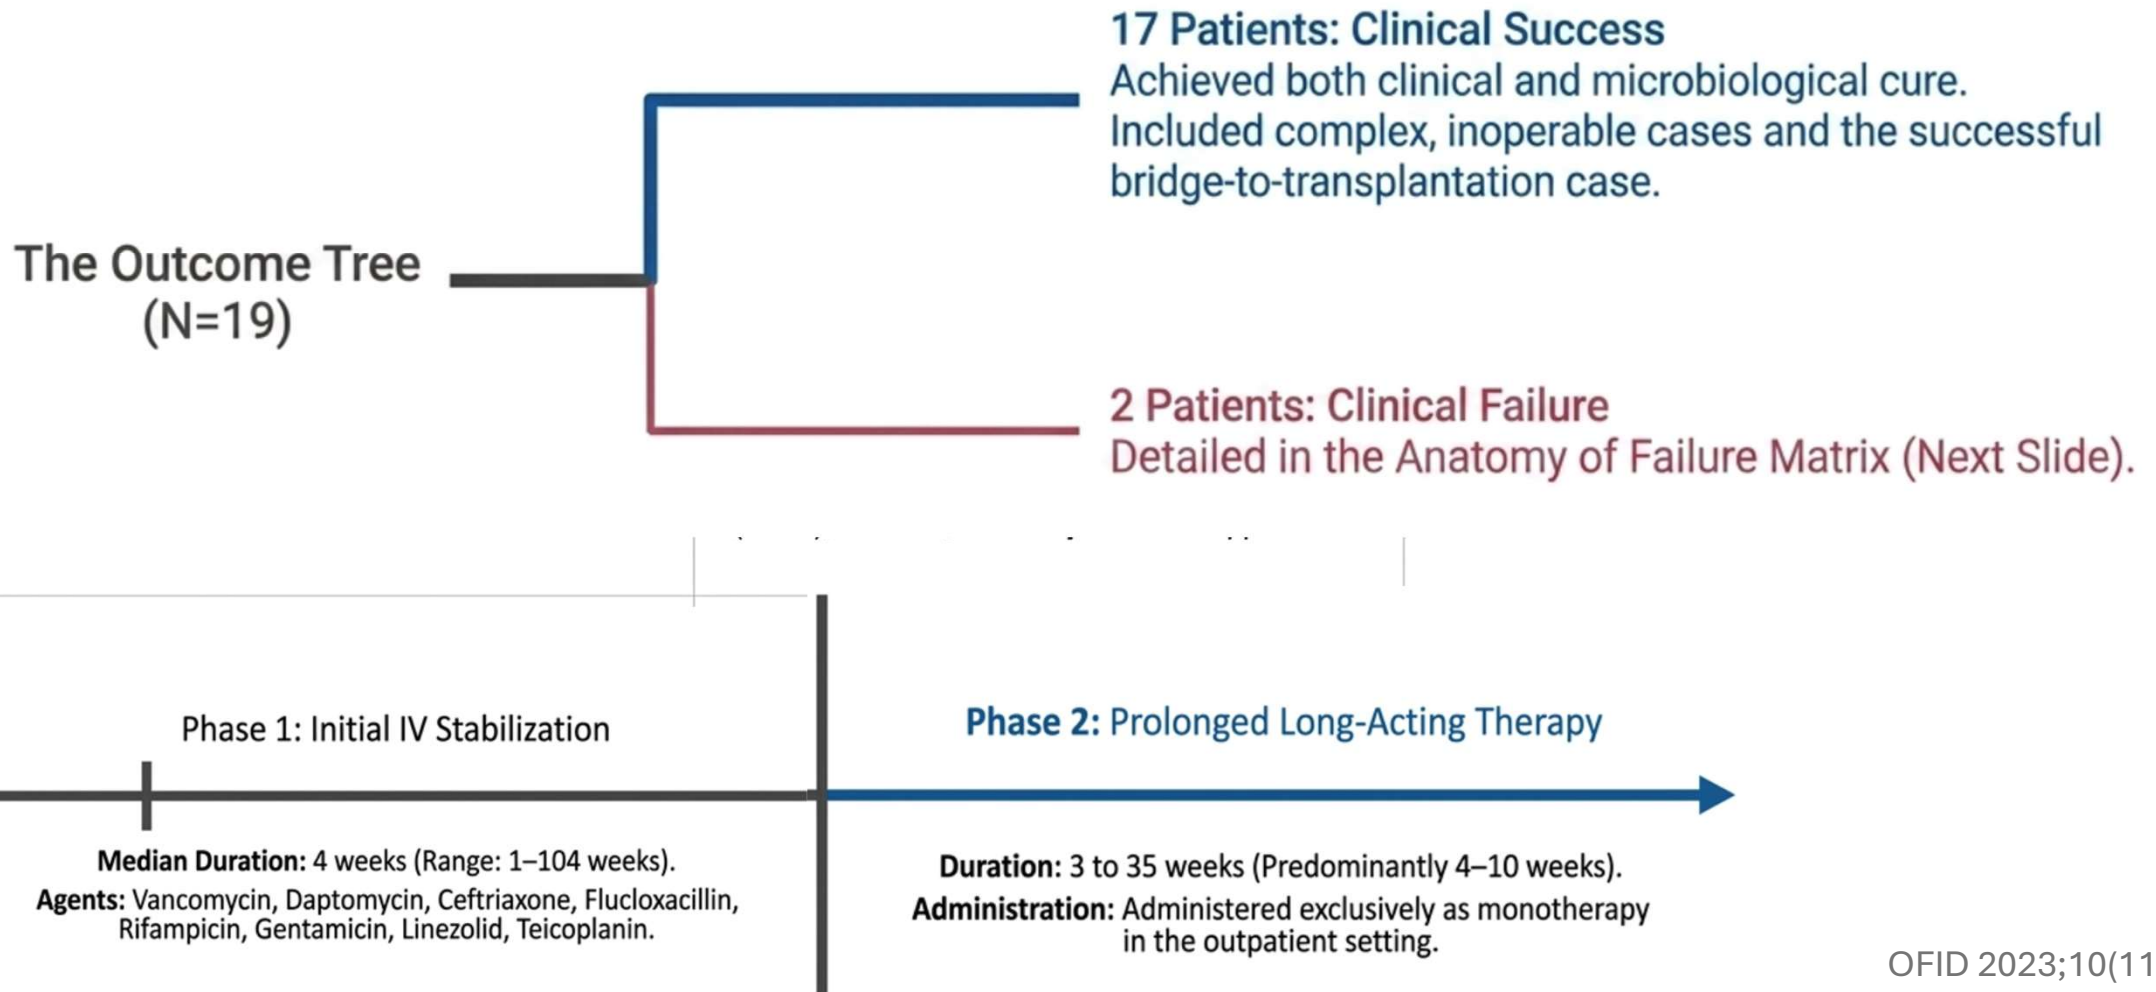 17 Patients: Clinical Success
Achieved both clinical and microbiological cure.
Included complex, inoperable cases and the successful
bridge-to-transplantation case.
The Outcome Tree
(N=19)
2 Patients: Clinical Failure
Detailed in the Anatomy of Failure Matrix (Next Slide).
Phase 1: Initial IV Stabilization
Median Duration: 4 weeks (Range: 1–104 weeks).
Agents: Vancomycin, Daptomycin, Ceftriaxone, Flucloxacillin,
Rifampicin, Gentamicin, Linezolid, Teicoplanin.
Phase 2: Prolonged Long-Acting Therapy
Duration: 3 to 35 weeks (Predominantly 4–10 weeks).
Administration: Administered exclusively as monotherapy
in the outpatient setting.
OFID 2023;10(11